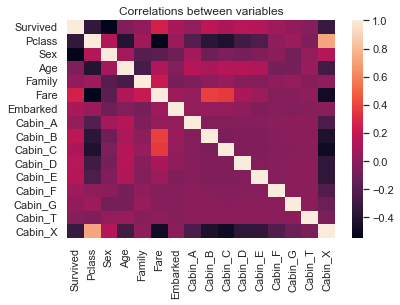 Correlations between variables
Survived
Pclass
Sex
Age
Family
Fare
Embarked
Cabin_A
Cabin_B
Cabin_C
Cabin_D
Cabin_E
Cabin_F
Cabin_G
Cabin_T
Cabin_X
Survived
Pclass
Sex
Age
Family
Fare
Embarked
Cabin_A
Cabin_B
Cabin_C
Cabin_D
Cabin_E
Cabin_F
Cabin_G
Cabin_T
Cabin_X
1.0
0.8
0.6
0.4
0.2
0.0
−0.2
−0.4